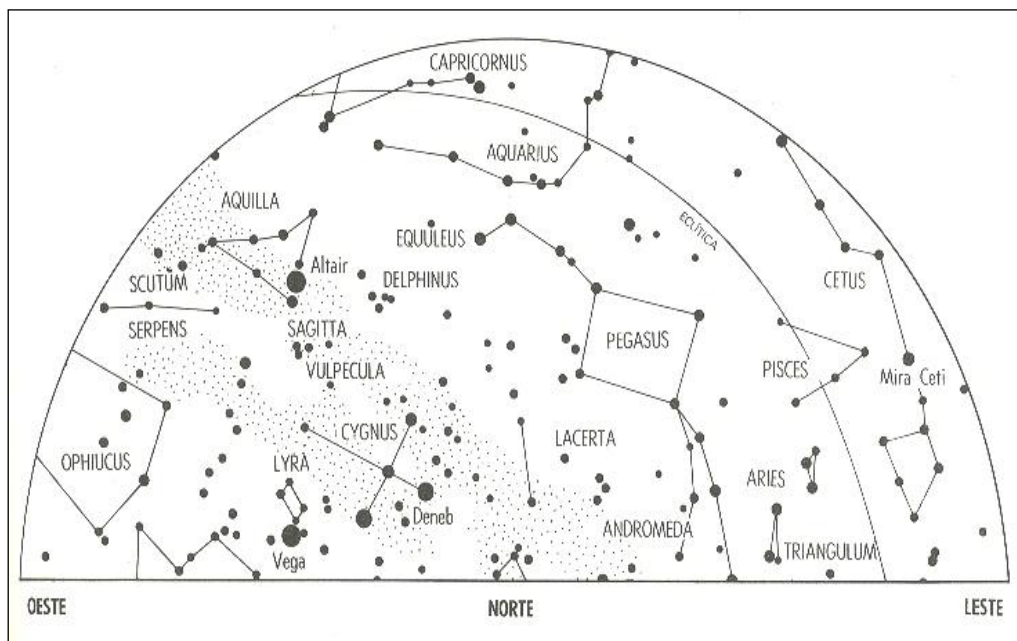 CAPRICORNUS
AQUARIUS
AQUILLA
ECLÍTICA
EQUULEUS
Altair
DELPHINUS
CETUS
SCUTUM
SERPENS
SAGITTA
PEGASUS
VULPECULA
PISCES
Mira Ceti
CYGNUS
LACERTA
OPHIUCUS
LYRA
ARIES
Deneb
ANDROMEDA
Vega
TRIANGULUM
OESTE NORTE LESTE